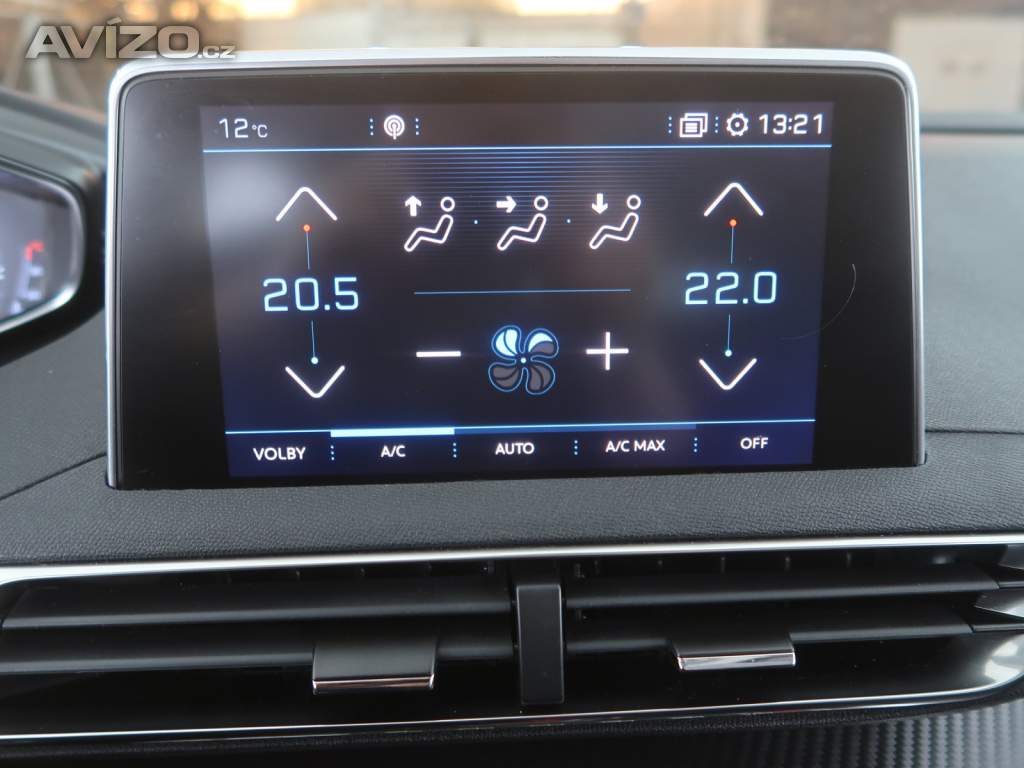 AVÍZO.cz
12°C
13:21
20.5
22.0
VOLBY
A/C
AUTO
A/C MAX
OFF